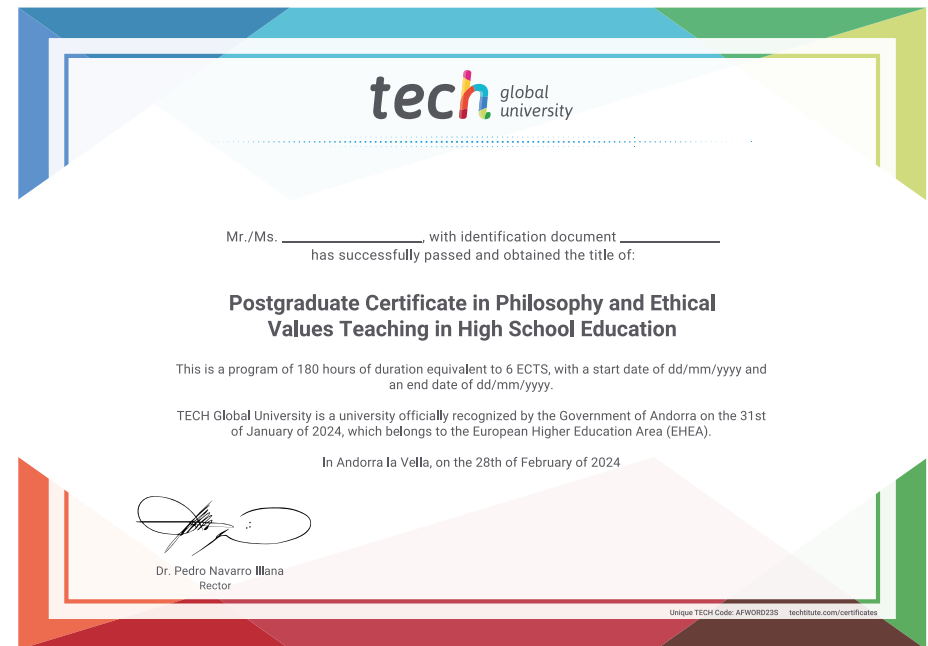 tech global university
Mr./Ms. ____________________, with identification document ______________
has successfully passed and obtained the title of:
Postgraduate Certificate in Philosophy and Ethical
Values Teaching in High School Education
This is a program of 180 hours of duration equivalent to 6 ECTS, with a start date of dd/mm/yyyy and
an end date of dd/mm/yyyy.
TECH Global University is a university officially recognized by the Government of Andorra on the 31st
of January of 2024, which belongs to the European Higher Education Area (EHEA).
In Andorra la Vella, on the 28th of February of 2024
Dr. Pedro Navarro Illana
Rector
Unique TECH Code: AFWORD23S techtitute.com/certificates